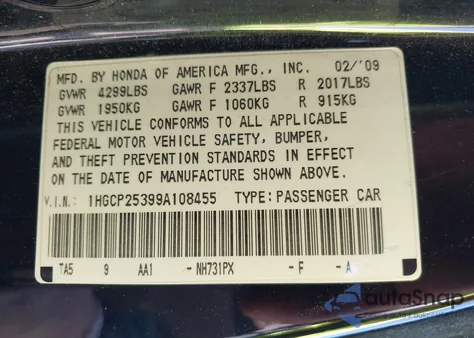 MFD. BY HONDA OF AMERICA MFG., INC. 02/'09
GVWR 4299LBS GAWR F 2337LBS R 2017LBS
GVWR 1950KG GAWR F 1060KG R 915KG
THIS VEHICLE CONFORMS TO ALL APPLICABLE
FEDERAL MOTOR VEHICLE SAFETY, BUMPER,
AND THEFT PREVENTION STANDARDS IN EFFECT
ON THE DATE OF MANUFACTURE SHOWN ABOVE.
V.I.N.: 1HGCP25399A108455 TYPE:PASSENGER CAR
TA5 9 AA1 -NH731PX -F -A
autoSnap